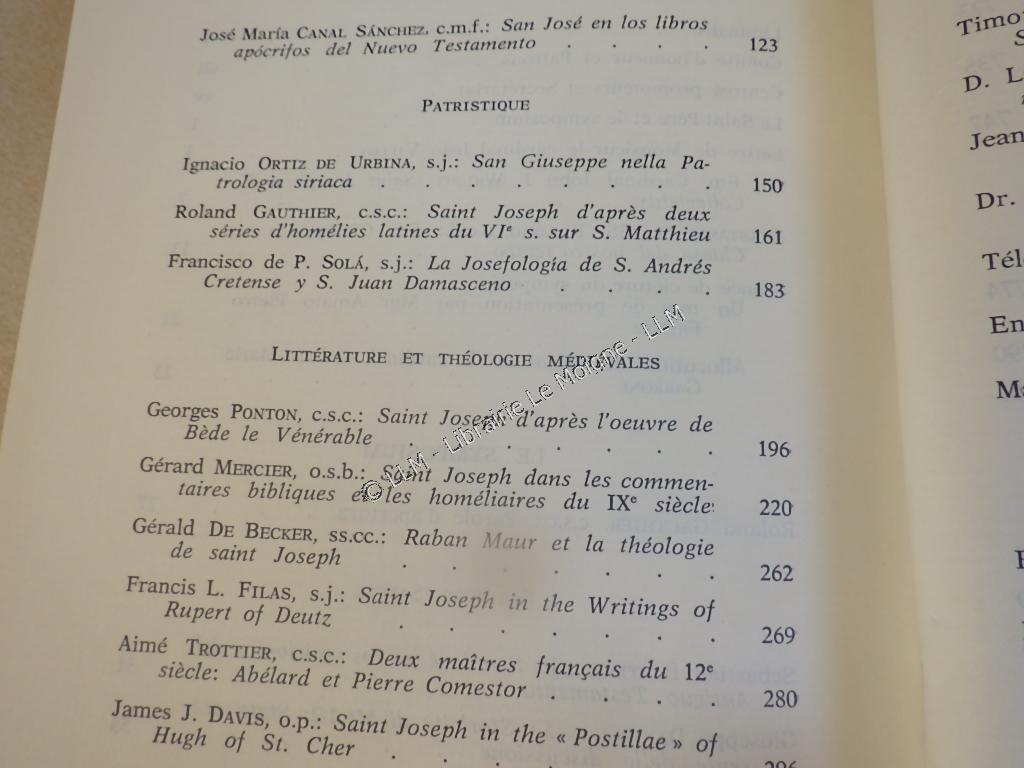 José María CANAL SÁNCHEZ, c.m.f.: San José en los libros
apócrifos del Nuevo Testamento . . . . 123
PATRISTIQUE
Ignacio ORTIZ DE URBINA, s.j.: San Giuseppe nella Pa-
trologia siriaca . . . . . . . . 150
Roland GAUTHIER, c.s.c.: Saint Joseph d'après deux
séries d'homélies latines du VIe s. sur S. Matthieu 161
Francisco de P. SOLÁ, s.j.: La Josefología de S. Andrés
Cretense y S. Juan Damasceno . . . . 183
LITTÉRATURE ET THÉOLOGIE MÉDIÉVALES
Georges PONTON, c.s.c.: Saint Joseph d'après l'oeuvre de
Bède le Vénérable . . . . . . . 196
Gérard MERCIER, o.s.b.: Saint Joseph dans les commen-
taires bibliques et les homéliaires du IXe siècle 220
Gérald DE BECKER, ss.cc.: Raban Maur et la théologie
de saint Joseph . . . . . . . 262
Francis L. FILAS, s.j.: Saint Joseph in the Writings of
Rupert of Deutz . . . . . . . 269
Aimé TROTTIER, c.s.c.: Deux maîtres français du 12e
siècle: Abélard et Pierre Comestor . . . . 280
James J. DAVIS, o.p.: Saint Joseph in the « Postillae » of
Hugh of St. Cher . . . . . . .
© LLM - Librairie Le Moigne - LLM
D.
Jean
Dr.